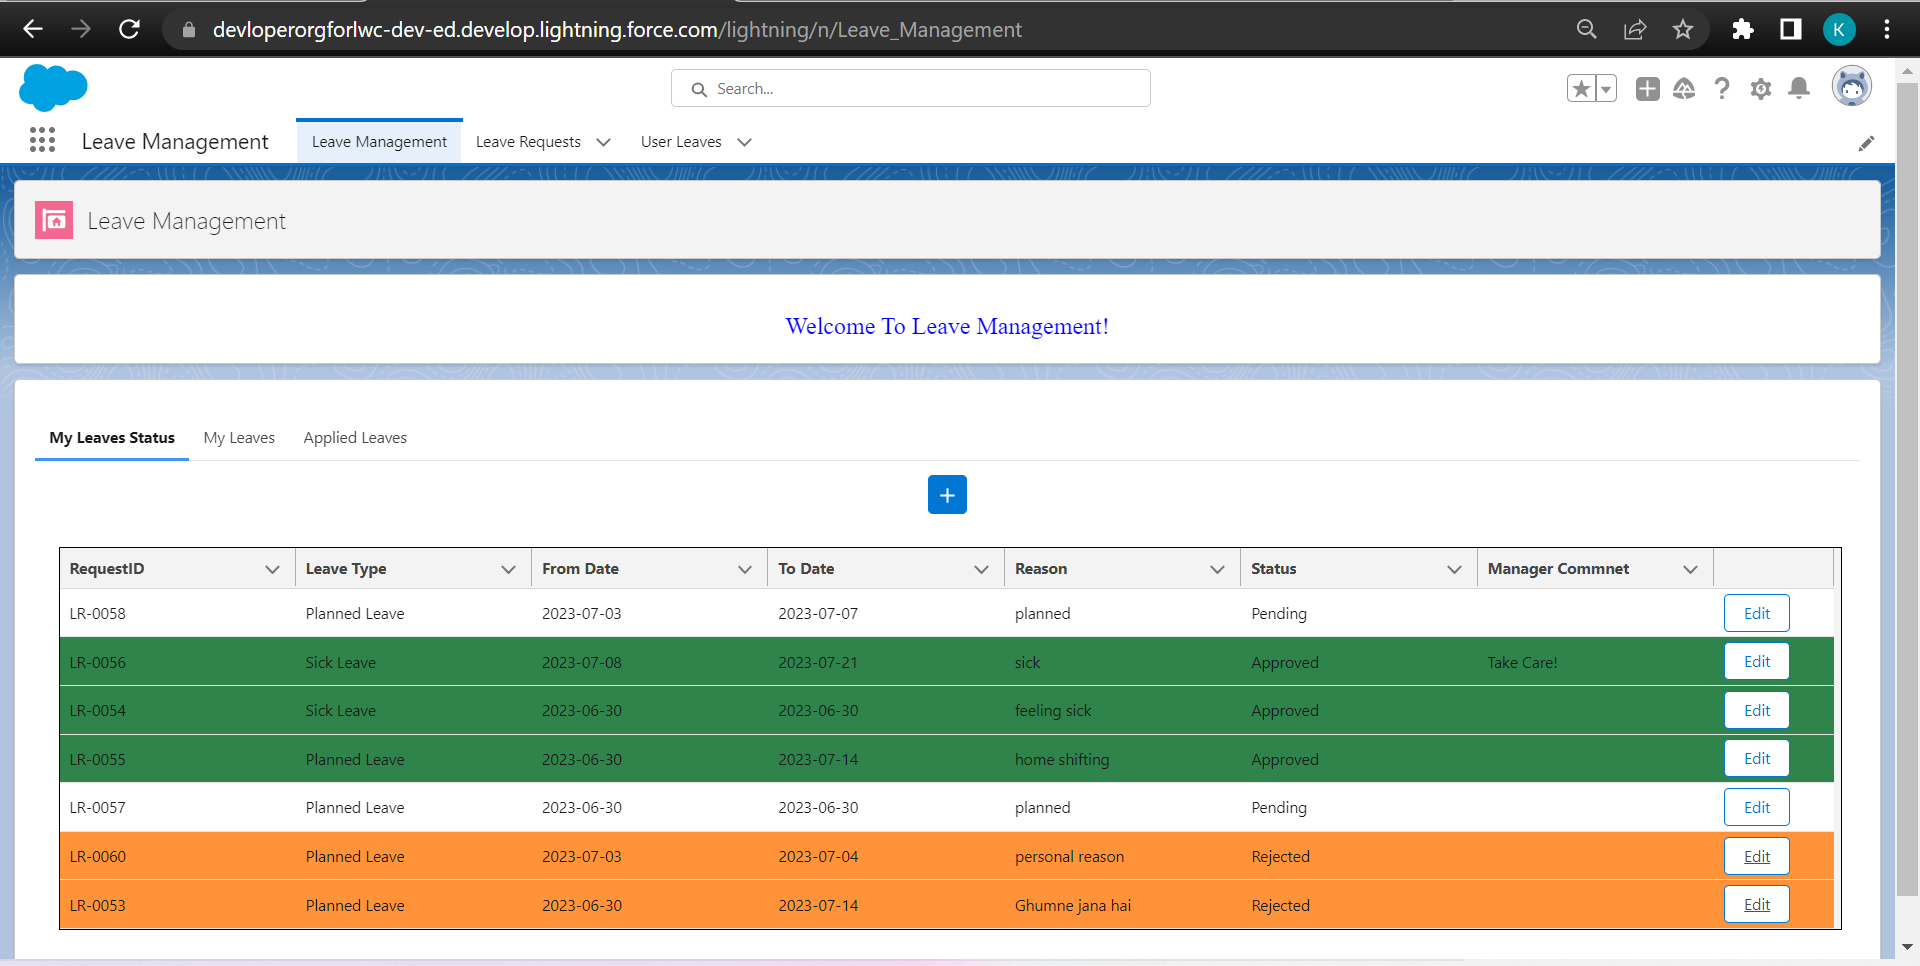 devloperorgforlwc-dev-ed.develop.lightning.force.com/lightning/n/Leave_Management
K
Search...
Leave Management
Leave Management
Leave Requests
User Leaves
Leave Management
Welcome To Leave Management!
My Leaves Status My Leaves Applied Leaves
RequestID Leave Type From Date To Date Reason Status Manager Commnet
LR-0058 Planned Leave 2023-07-03 2023-07-07 planned Pending Edit
LR-0056 Sick Leave 2023-07-08 2023-07-21 sick Approved Take Care! Edit
LR-0054 Sick Leave 2023-06-30 2023-06-30 feeling sick Approved Edit
LR-0055 Planned Leave 2023-06-30 2023-07-14 home shifting Approved Edit
LR-0057 Planned Leave 2023-06-30 2023-06-30 planned Pending Edit
LR-0060 Planned Leave 2023-07-03 2023-07-04 personal reason Rejected Edit
LR-0053 Planned Leave 2023-06-30 2023-07-14 Ghumne jana hai Rejected Edit